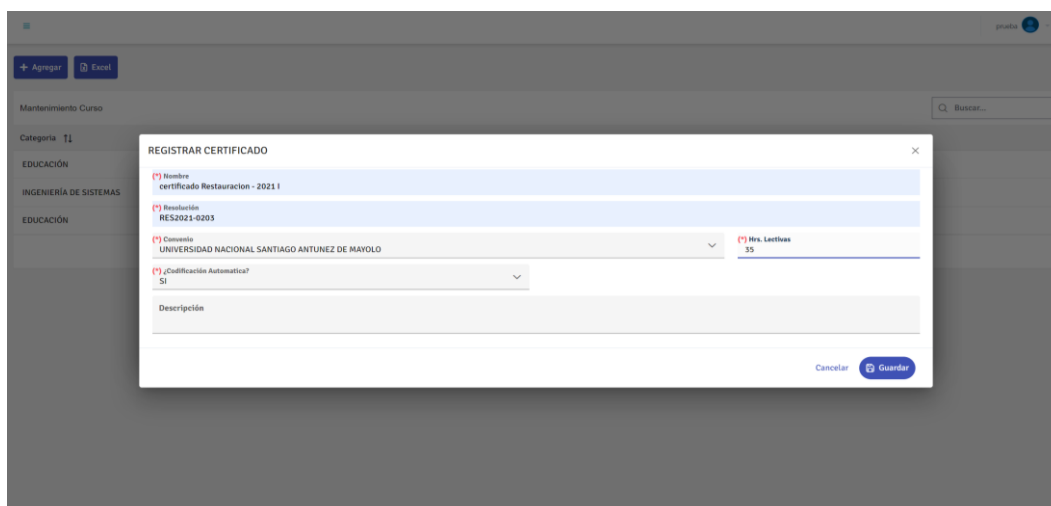 prueba
+ Agregar
Excel
Mantenimiento Curso
Buscar...
Categoria
EDUCACIÓN
INGENIERÍA DE SISTEMAS
EDUCACIÓN
REGISTRAR CERTIFICADO
(*) Nombre
certificado Restauracion - 2021 I
(*) Resolución
RES2021-0203
(*) Convenio
UNIVERSIDAD NACIONAL SANTIAGO ANTUNEZ DE MAYOLO
(*) Hrs. Lectivas
35
(*) ¿Codificación Automatica?
SI
Descripción
Cancelar
Guardar